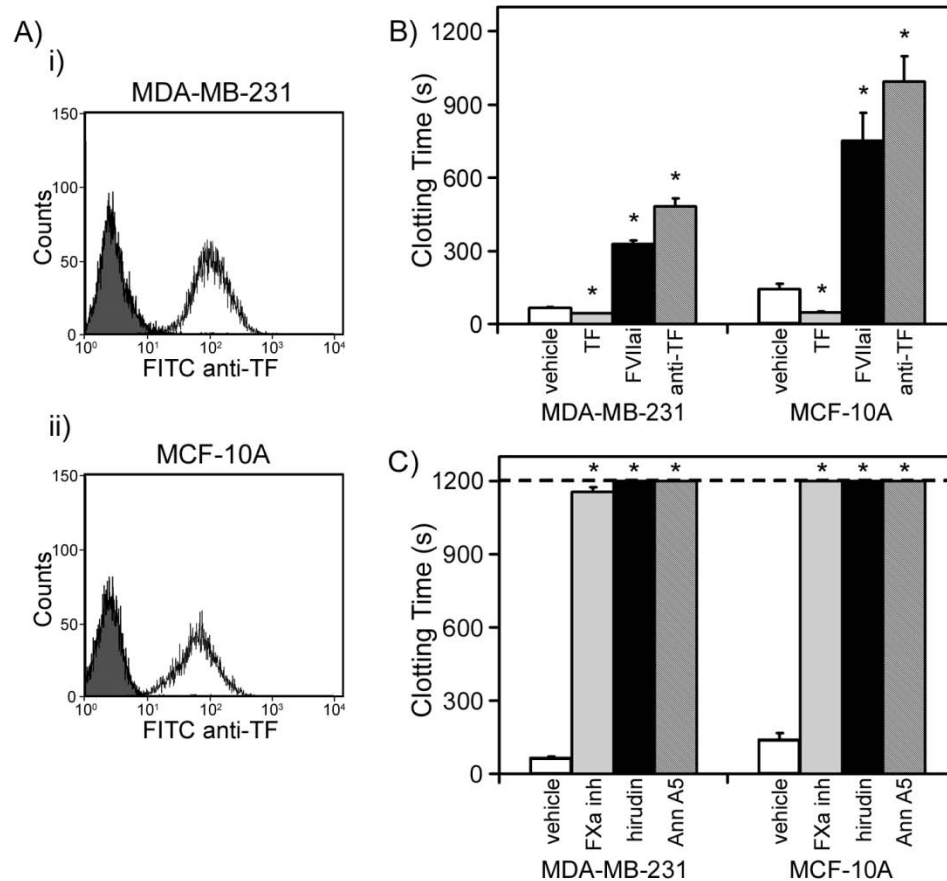 A)
i)
MDA-MB-231
150
100
50
0
Counts
10⁰ 10¹ 10² 10³ 10⁴
FITC anti-TF
ii)
MCF-10A
150
100
50
0
Counts
10⁰ 10¹ 10² 10³ 10⁴
FITC anti-TF
B)
1200
900
600
300
0
Clotting Time (s)
* * * * * *
vehicle TF FVIIai anti-TF vehicle TF FVIIai anti-TF
MDA-MB-231 MCF-10A
C)
* * * * * *
1200
900
600
300
0
Clotting Time (s)
vehicle FXa inh hirudin Ann A5 vehicle FXa inh hirudin Ann A5
MDA-MB-231 MCF-10A